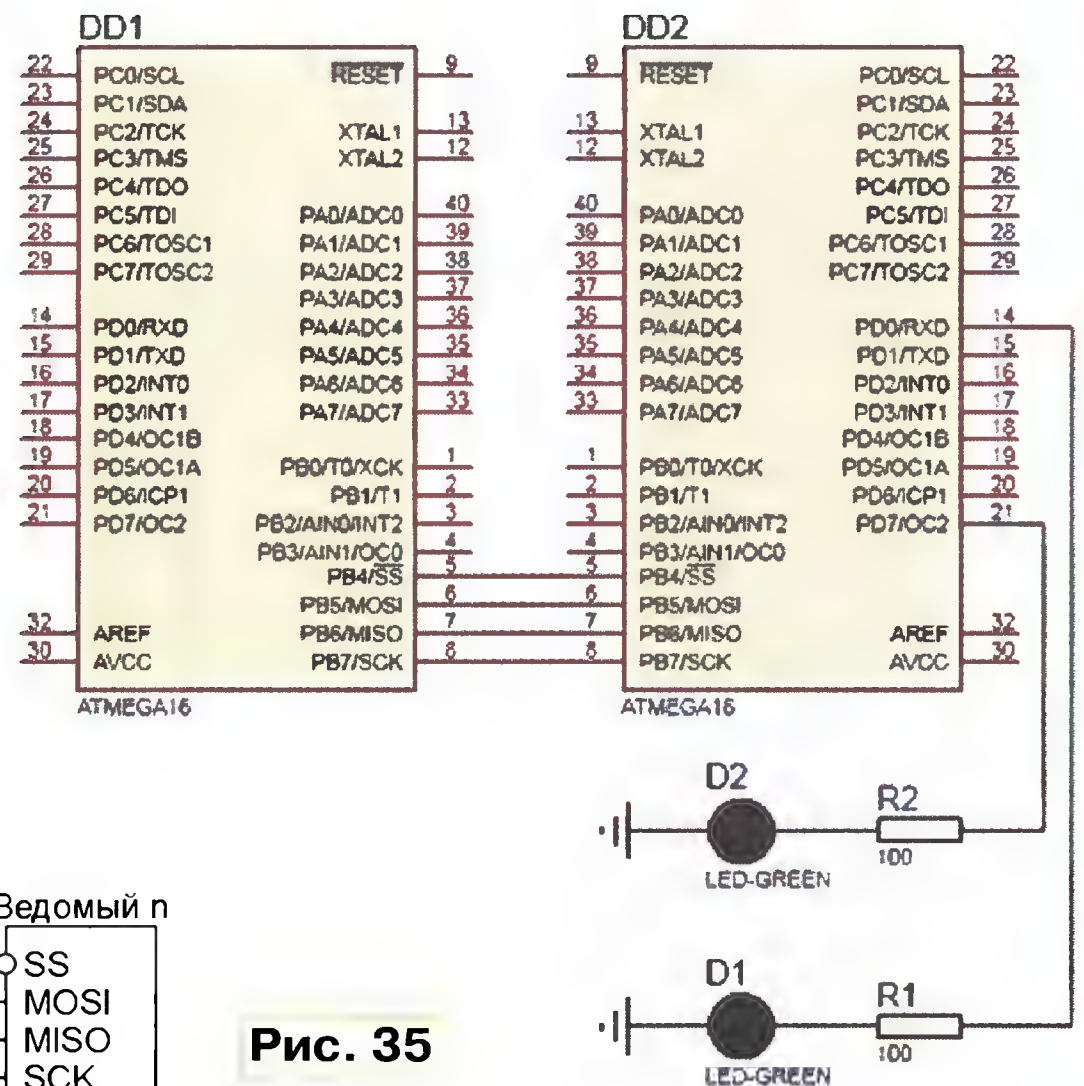 DD1
DD2
22 PC0/SCL RESET 9
23 PC1/SDA
24 PC2/TCK XTAL1 13
25 PC3/TMS XTAL2 12
26 PC4/TDO
27 PC5/TDI PA0/ADC0 40
28 PC6/TOSC1 PA1/ADC1 39
29 PC7/TOSC2 PA2/ADC2 38
PA3/ADC3 37
14 PD0/RXD PA4/ADC4 36
15 PD1/TXD PA5/ADC5 35
16 PD2/INT0 PA6/ADC6 34
17 PD3/INT1 PA7/ADC7 33
18 PD4/OC1B
19 PD5/OC1A PB0/T0/XCK 1
20 PD6/ICP1 PB1/T1 2
21 PD7/OC2 PB2/AIN0/INT2 3
PB3/AIN1/OC0 4
PB4/SS 5
PB5/MOSI 6
32 AREF PB6/MISO 7
30 AVCC PB7/SCK 8
ATMEGA16
9 RESET PC0/SCL 22
PC1/SDA 23
13 XTAL1 PC2/TCK 24
12 XTAL2 PC3/TMS 25
PC4/TDO 26
40 PA0/ADC0 PC5/TDI 27
39 PA1/ADC1 PC6/TOSC1 28
38 PA2/ADC2 PC7/TOSC2 29
37 PA3/ADC3
36 PA4/ADC4 PD0/RXD 14
35 PA5/ADC5 PD1/TXD 15
34 PA6/ADC6 PD2/INT0 16
33 PA7/ADC7 PD3/INT1 17
PD4/OC1B 18
1 PB0/T0/XCK PD5/OC1A 19
2 PB1/T1 PD6/ICP1 20
3 PB2/AIN0/INT2 PD7/OC2 21
4 PB3/AIN1/OC0
5 PB4/SS
6 PB5/MOSI
7 PB6/MISO AREF 32
8 PB7/SCK AVCC 30
ATMEGA16
D2
R2
100
LED-GREEN
D1
R1
100
LED-GREEN
Ведомый n
SS
MOSI
MISO
SCK
Рис. 35